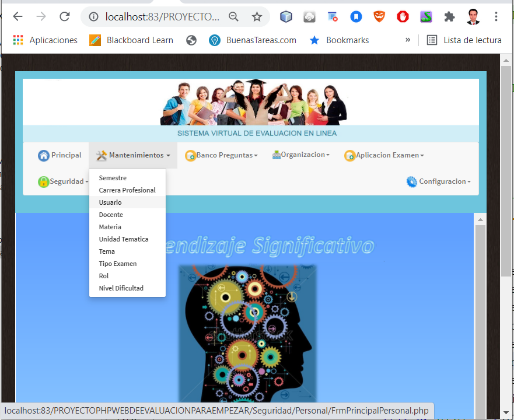 localhost:83/PROYECTO...
Aplicaciones Blackboard Learn BuenasTareas.com Bookmarks » Lista de lectura
SISTEMA VIRTUAL DE EVALUACION EN LINEA
Principal Mantenimientos Banco Preguntas Organizacion Aplicacion Examen
Seguridad Configuracion
Semestre
Carrera Profesional
Usuario
Docente
Materia
Unidad Tematica
Tema
Tipo Examen
Rol
Nivel Dificultad
endizaje Significativo
localhost:83/PROYECTOPHPWEBDEEVALUACIONPARAEMPEZAR/Seguridad/Personal/FrmPrincipalPersonal.php